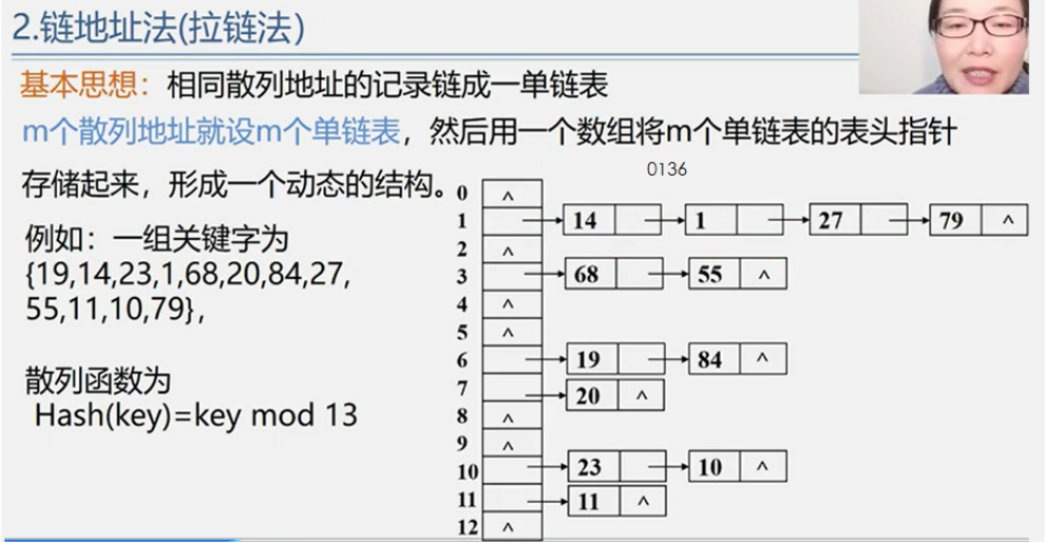 2.链地址法(拉链法)
基本思想：相同散列地址的记录链成一单链表
m个散列地址就设m个单链表，然后用一个数组将m个单链表的表头指针
0136
存储起来，形成一个动态的结构。
例如：一组关键字为
{19,14,23,1,68,20,84,27,
55,11,10,79},
散列函数为
Hash(key)=key mod 13
0 ^
1 14 1 27 79 ^
2 ^
3 68 55 ^
4 ^
5 ^
6 19 84 ^
7 20 ^
8 ^
9 ^
10 23 10 ^
11 11 ^
12 ^